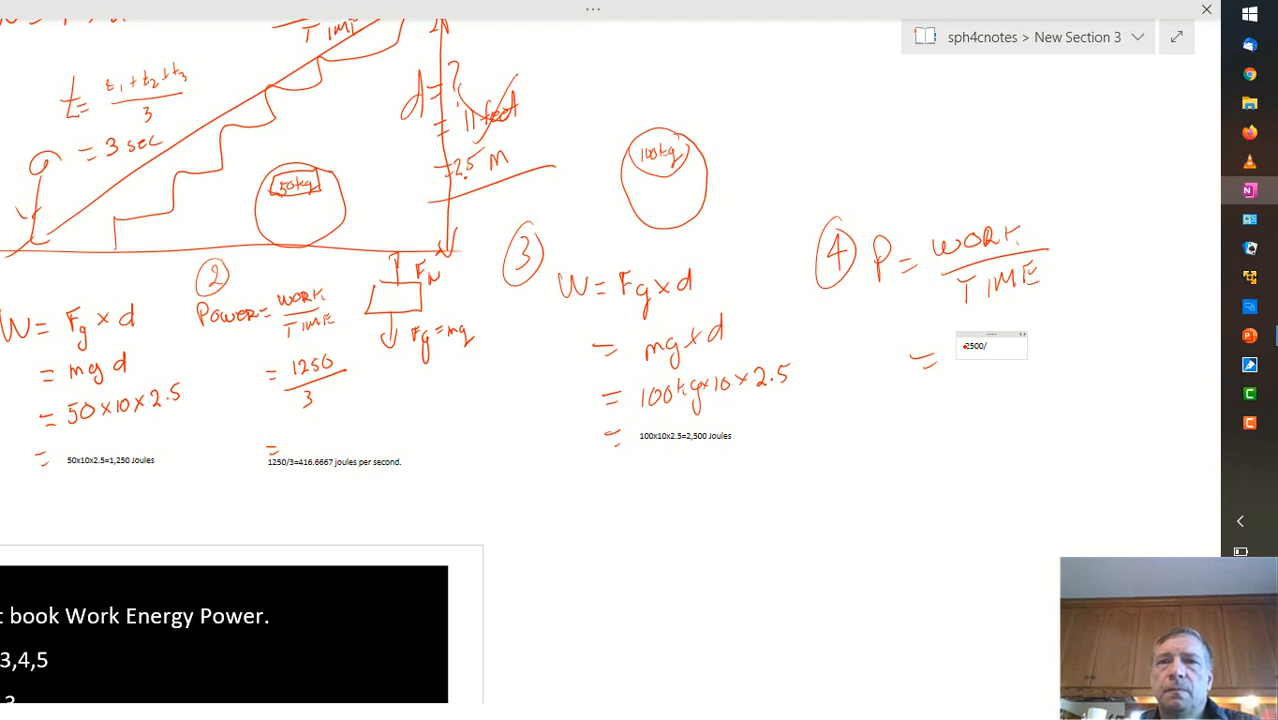 sph4cnotes > New Section 3
TIME
t = t1 + t2 + t3
3
= 3 sec
d = ?
= 11 feet
= 2.5 M
50kg
100kg
②
③
④ P = WORK
TIME
W = Fg × d
= mg d
= 50 × 10 × 2.5
=
50x10x2.5=1,250 Joules
POWER = WORK
TIME
= 1250
3
=
1250/3=416.6667 joules per second.
FN
Fg = mg
W = Fg × d
= mg × d
= 100kg × 10 × 2.5
=
100x10x2.5=2,500 Joules
=
2500/
t book Work Energy Power.
3,4,5